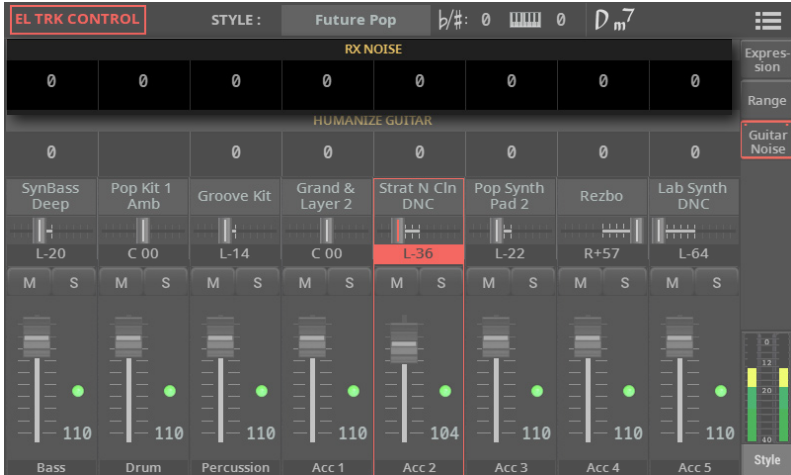 EL TRK CONTROL STYLE : Future Pop ♭/♯: 0 0 Dm7
RX NOISE
Expres-
sion
0 0 0 0 0 0 0 0
Range
HUMANIZE GUITAR
Guitar
Noise
0 0 0 0 0 0 0
SynBass Deep
Pop Kit 1 Amb
Groove Kit
Grand & Layer 2
Strat N Cln DNC
Pop Synth Pad 2
Rezbo
Lab Synth DNC
L-20 C 00 L-14 C 00 L-36 L-22 R+57 L-64
M S M S M S M S M S M S M S M S
0
12
20
40
110 110 110 110 104 110 110 110
Bass Drum Percussion Acc 1 Acc 2 Acc 3 Acc 4 Acc 5 Style